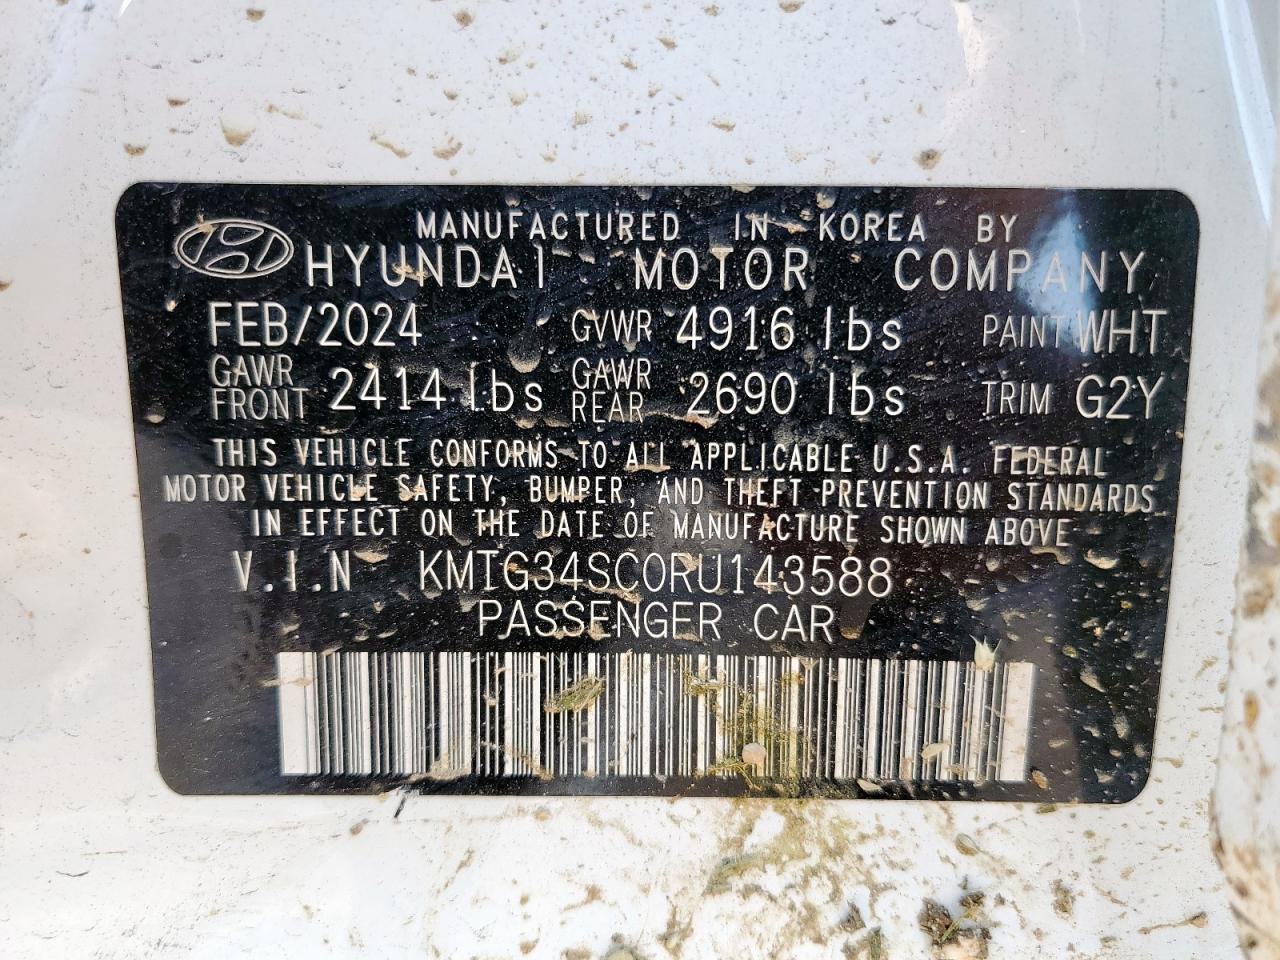 MANUFACTURED IN KOREA BY
HYUNDAI MOTOR COMPANY
FEB/2024 GVWR 4916 lbs PAINT WHT
GAWR FRONT 2414 lbs GAWR REAR 2690 lbs TRIM G2Y
THIS VEHICLE CONFORMS TO ALL APPLICABLE U.S.A. FEDERAL
MOTOR VEHICLE SAFETY, BUMPER, AND THEFT PREVENTION STANDARDS
IN EFFECT ON THE DATE OF MANUFACTURE SHOWN ABOVE
V.I.N KMTG34SC0RU143588
PASSENGER CAR